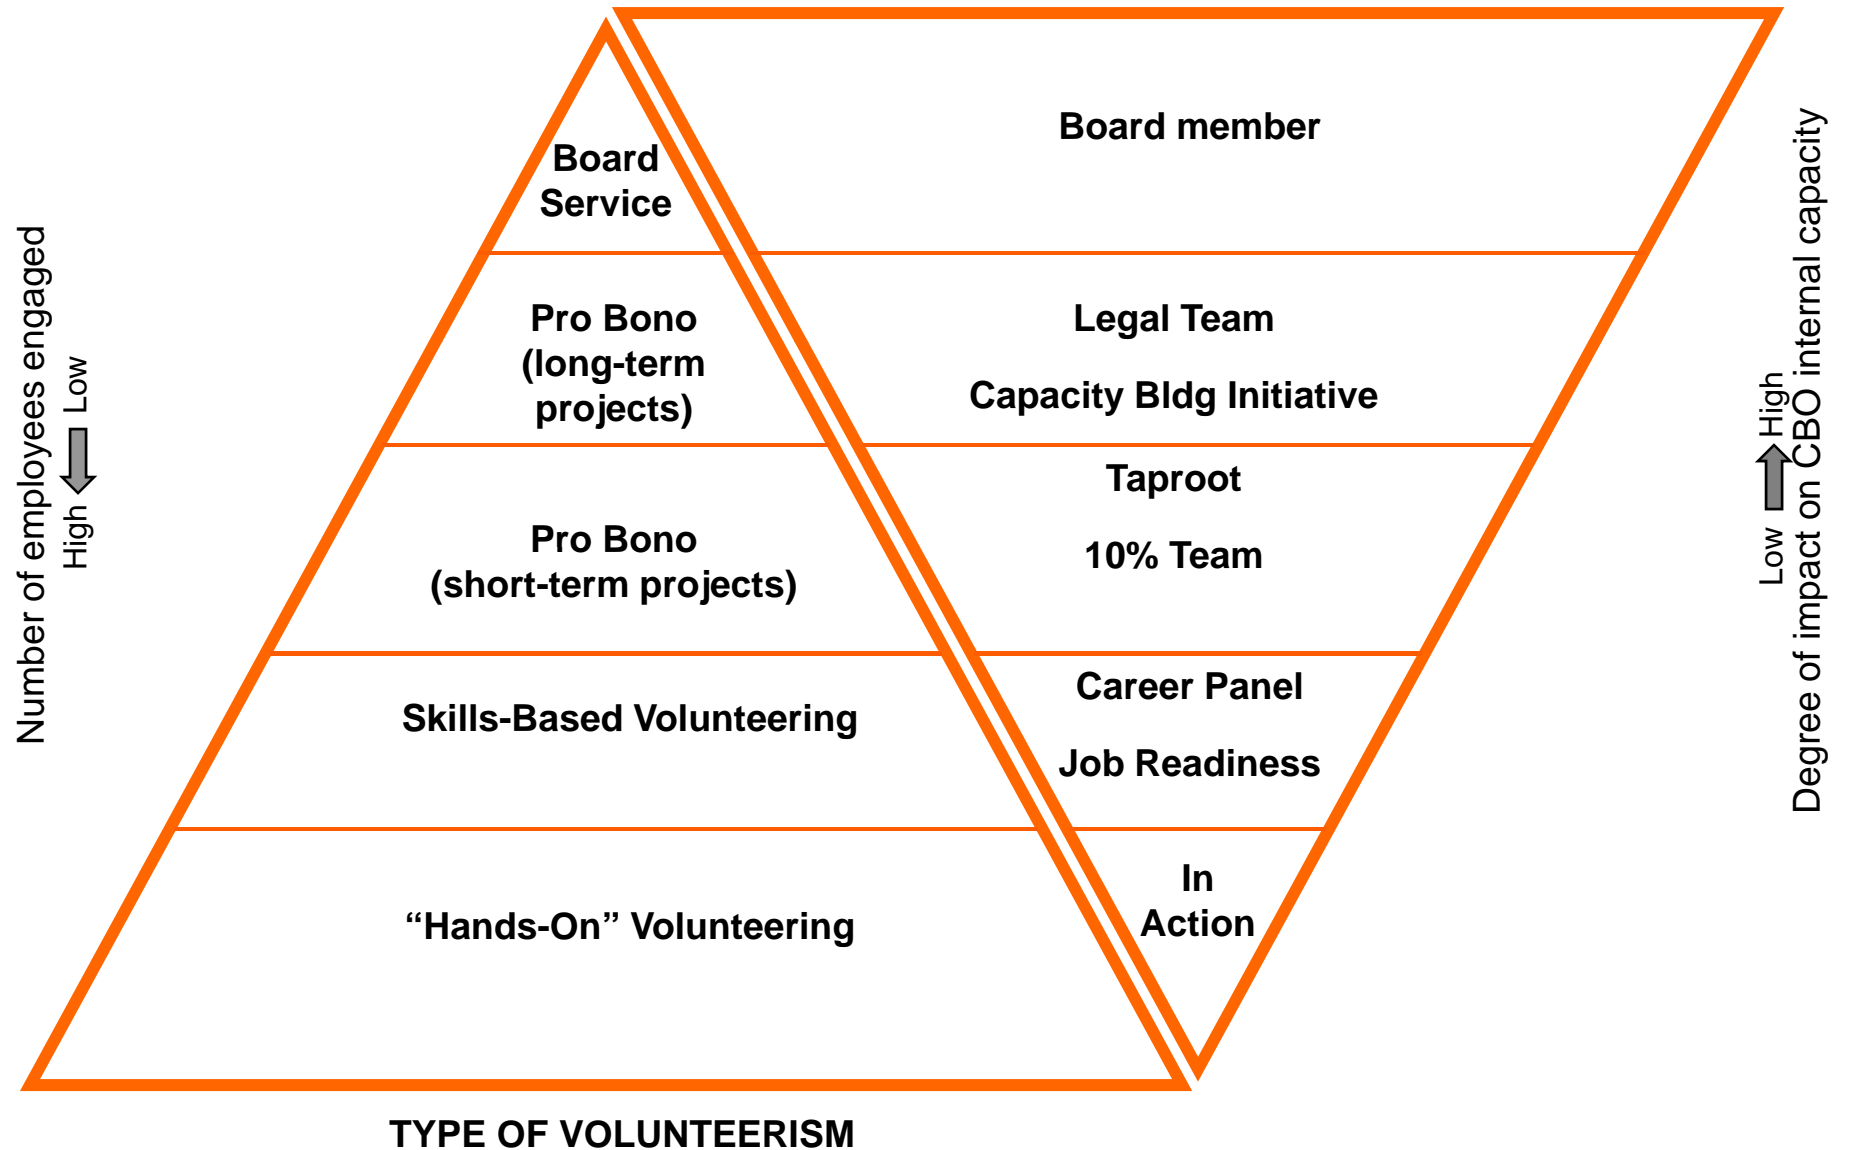 Board member
Board
Service
Pro Bono
(long-term
projects)
Legal Team
Capacity Bldg Initiative
Taproot
10% Team
Pro Bono
(short-term projects)
Career Panel
Job Readiness
Skills-Based Volunteering
In
Action
“Hands-On” Volunteering
TYPE OF VOLUNTEERISM
Number of employees engaged
High Low
Low High
Degree of impact on CBO internal capacity